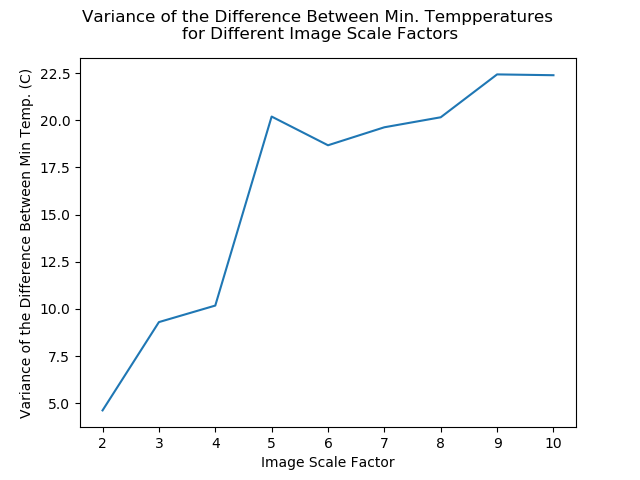 Variance of the Difference Between Min. Tempperatures
for Different Image Scale Factors
Variance of the Difference Between Min Temp. (C)
22.5
20.0
17.5
15.0
12.5
10.0
7.5
5.0
2 3 4 5 6 7 8 9 10
Image Scale Factor